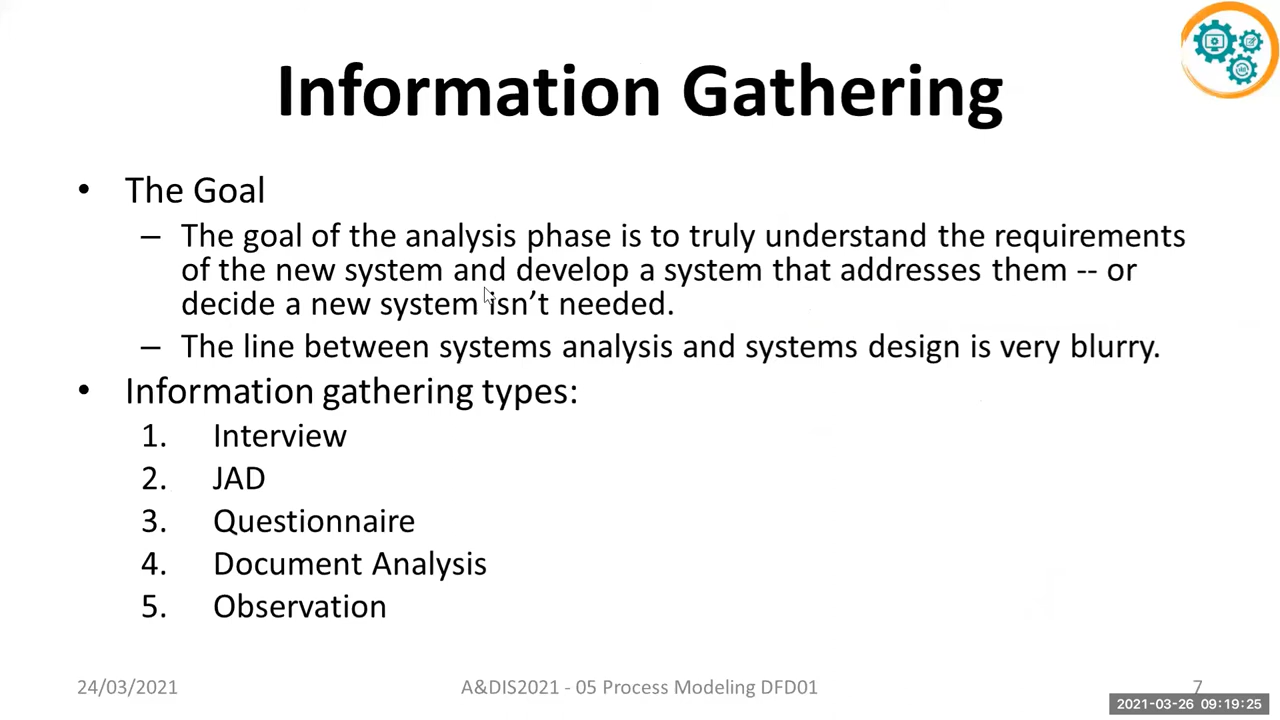 Information Gathering
• The Goal
– The goal of the analysis phase is to truly understand the requirements
of the new system and develop a system that addresses them -- or
decide a new system isn’t needed.
– The line between systems analysis and systems design is very blurry.
• Information gathering types:
1. Interview
2. JAD
3. Questionnaire
4. Document Analysis
5. Observation
24/03/2021
A&DIS2021 - 05 Process Modeling DFD01
7
2021-03-26 09:19:25